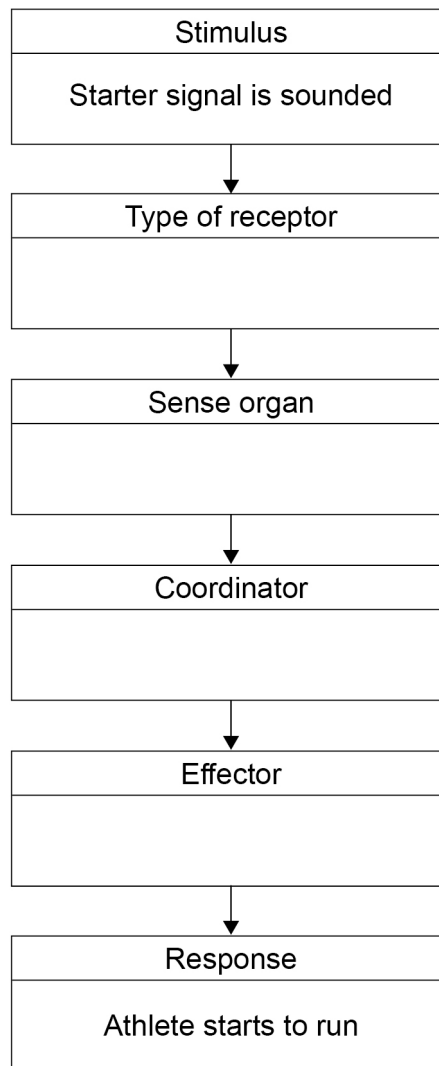 Stimulus
Starter signal is sounded
Type of receptor
Sense organ
Coordinator
Effector
Response
Athlete starts to run